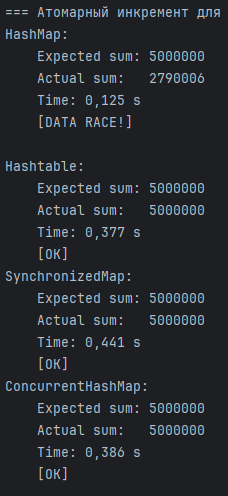 === Атомарный инкремент для
HashMap:
Expected sum: 5000000
Actual sum: 2790006
Time: 0,125 s
[DATA RACE!]
Hashtable:
Expected sum: 5000000
Actual sum: 5000000
Time: 0,377 s
[OK]
SynchronizedMap:
Expected sum: 5000000
Actual sum: 5000000
Time: 0,441 s
[OK]
ConcurrentHashMap:
Expected sum: 5000000
Actual sum: 5000000
Time: 0,386 s
[OK]